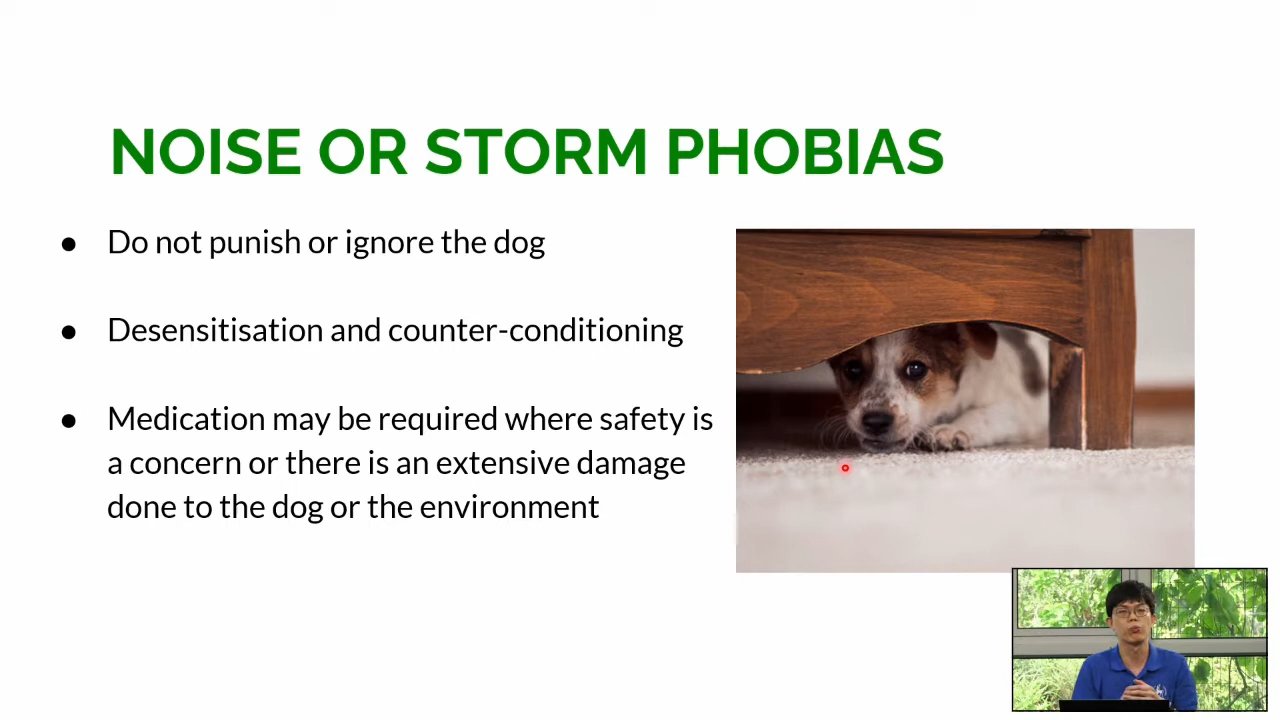 NOISE OR STORM PHOBIAS
● Do not punish or ignore the dog
● Desensitisation and counter-conditioning
● Medication may be required where safety is
a concern or there is an extensive damage
done to the dog or the environment